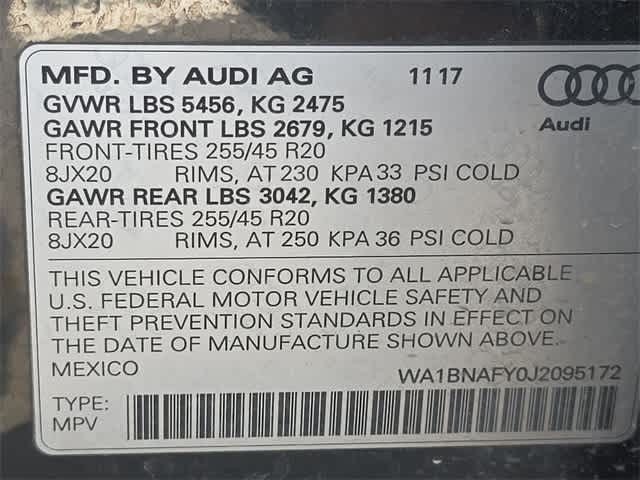 MFD. BY AUDI AG 11 17
GVWR LBS 5456, KG 2475
GAWR FRONT LBS 2679, KG 1215
Audi
FRONT-TIRES 255/45 R20
8JX20 RIMS, AT 230 KPA 33 PSI COLD
GAWR REAR LBS 3042, KG 1380
REAR-TIRES 255/45 R20
8JX20 RIMS, AT 250 KPA 36 PSI COLD
THIS VEHICLE CONFORMS TO ALL APPLICABLE
U.S. FEDERAL MOTOR VEHICLE SAFETY AND
THEFT PREVENTION STANDARDS IN EFFECT ON
THE DATE OF MANUFACTURE SHOWN ABOVE.
MEXICO WA1BNAFY0J2095172
TYPE:
MPV